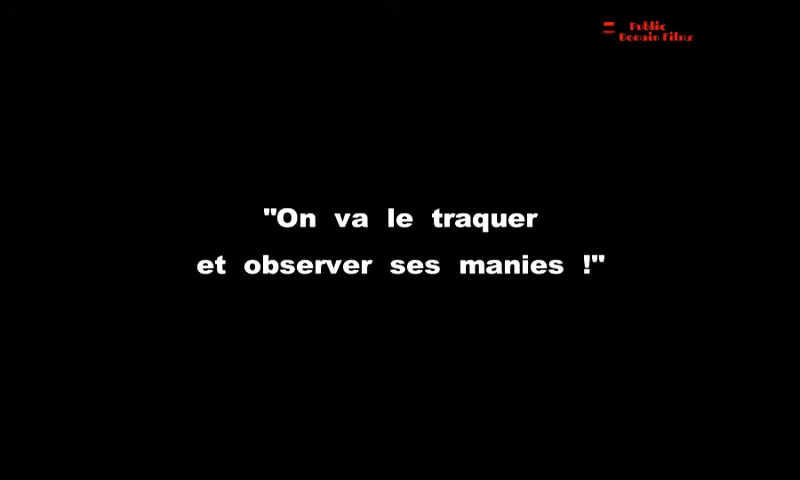 Public
Domain Films
"On va le traquer
et observer ses manies !"